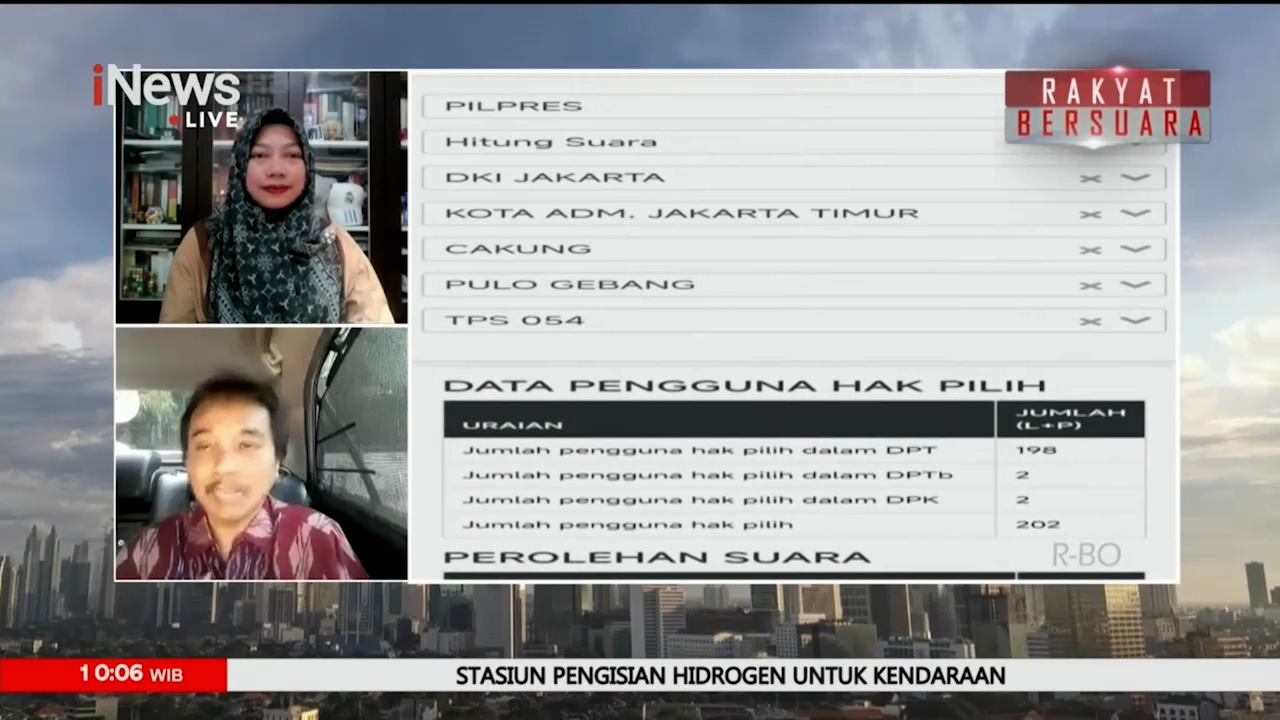 iNews
LIVE
RAKYAT
BERSUARA
PILPRES
Hitung Suara
DKI JAKARTA
KOTA ADM. JAKARTA TIMUR
CAKUNG
PULO GEBANG
TPS 054
DATA PENGGUNA HAK PILIH
URAIAN JUMLAH (L+P)
Jumlah pengguna hak pilih dalam DPT 198
Jumlah pengguna hak pilih dalam DPTb 2
Jumlah pengguna hak pilih dalam DPK 2
Jumlah pengguna hak pilih 202
PEROLEHAN SUARA
R-BO
10:06 WIB
STASIUN PENGISIAN HIDROGEN UNTUK KENDARAAN